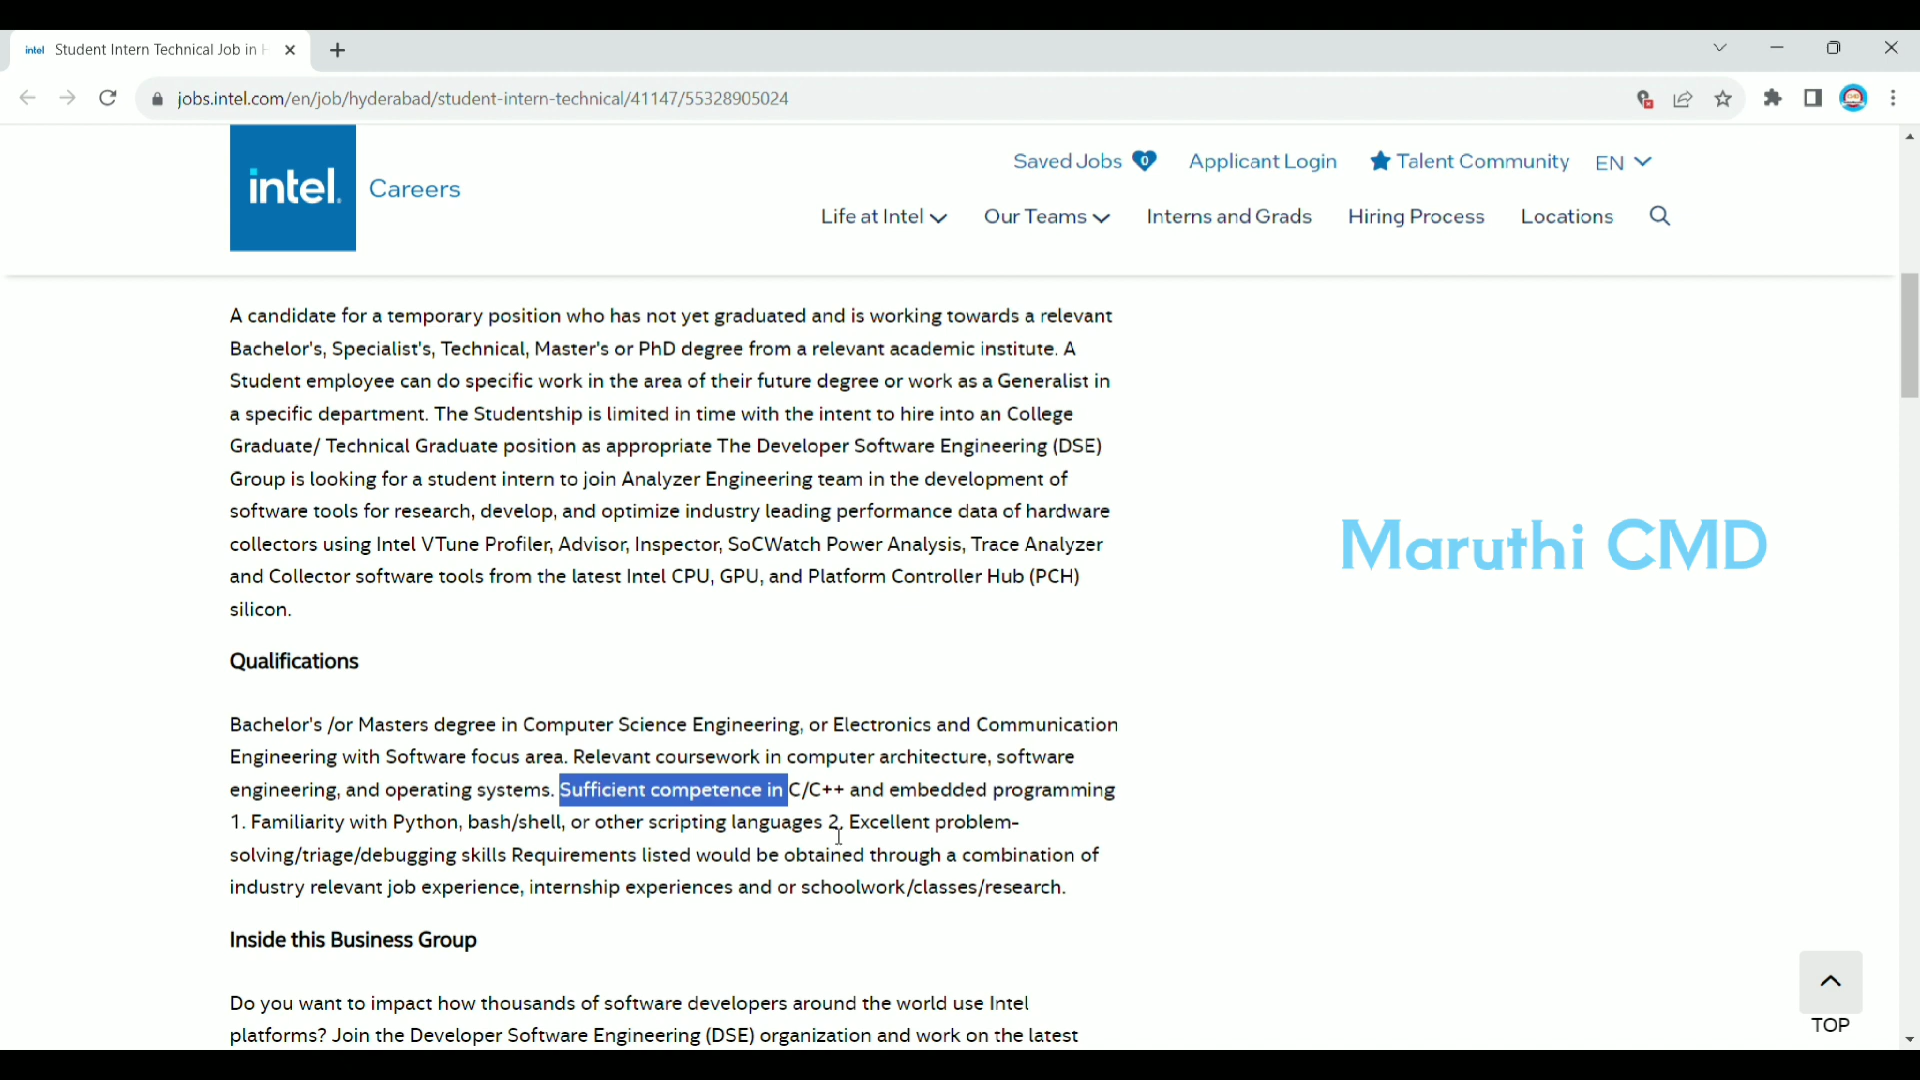 intel Student Intern Technical Job in H
jobs.intel.com/en/job/hyderabad/student-intern-technical/41147/55328905024
intel. Careers
Saved Jobs 0 Applicant Login Talent Community EN
Life at Intel Our Teams Interns and Grads Hiring Process Locations
A candidate for a temporary position who has not yet graduated and is working towards a relevant
Bachelor's, Specialist's, Technical, Master's or PhD degree from a relevant academic institute. A
Student employee can do specific work in the area of their future degree or work as a Generalist in
a specific department. The Studentship is limited in time with the intent to hire into an College
Graduate/ Technical Graduate position as appropriate The Developer Software Engineering (DSE)
Group is looking for a student intern to join Analyzer Engineering team in the development of
software tools for research, develop, and optimize industry leading performance data of hardware
collectors using Intel VTune Profiler, Advisor, Inspector, SoCWatch Power Analysis, Trace Analyzer
and Collector software tools from the latest Intel CPU, GPU, and Platform Controller Hub (PCH)
silicon.
Maruthi CMD
Qualifications
Bachelor's /or Masters degree in Computer Science Engineering, or Electronics and Communication
Engineering with Software focus area. Relevant coursework in computer architecture, software
engineering, and operating systems. Sufficient competence in C/C++ and embedded programming
1. Familiarity with Python, bash/shell, or other scripting languages 2. Excellent problem-
solving/triage/debugging skills Requirements listed would be obtained through a combination of
industry relevant job experience, internship experiences and or schoolwork/classes/research.
Inside this Business Group
Do you want to impact how thousands of software developers around the world use Intel
platforms? Join the Developer Software Engineering (DSE) organization and work on the latest
TOP